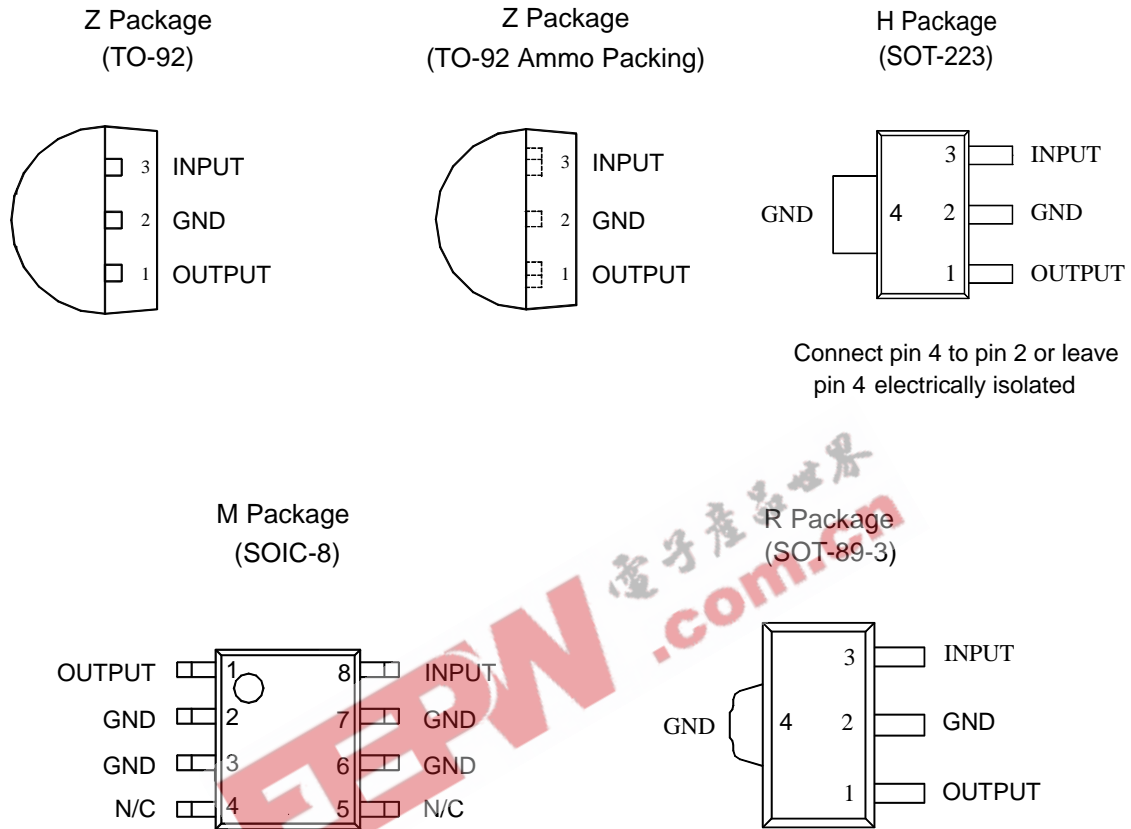 Z Package
(TO-92)
3 INPUT
2 GND
1 OUTPUT
Z Package
(TO-92 Ammo Packing)
3 INPUT
2 GND
1 OUTPUT
H Package
(SOT-223)
3 INPUT
GND 4 2 GND
1 OUTPUT
Connect pin 4 to pin 2 or leave
pin 4 electrically isolated
M Package
(SOIC-8)
OUTPUT 1 8 INPUT
GND 2 7 GND
GND 3 6 GND
N/C 4 5 N/C
R Package
(SOT-89-3)
3 INPUT
GND 4 2 GND
1 OUTPUT
EEPW
電子產品世界
.com.cn